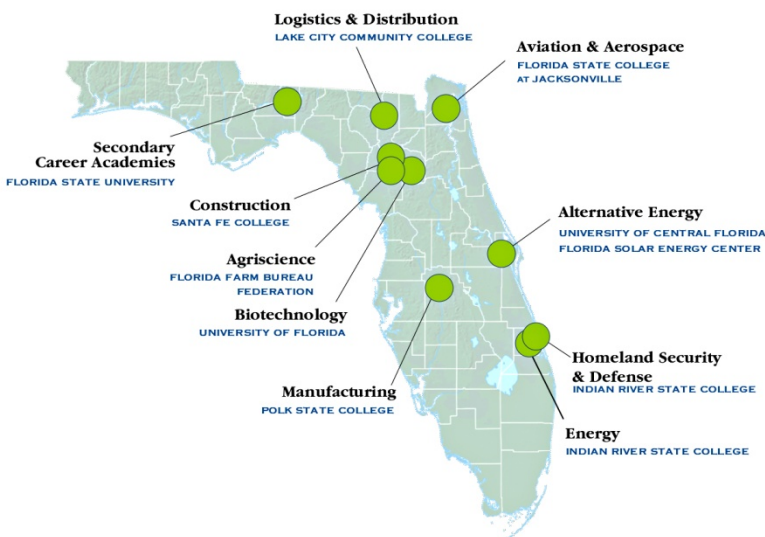 Logistics & Distribution
LAKE CITY COMMUNITY COLLEGE
Aviation & Aerospace
FLORIDA STATE COLLEGE
AT JACKSONVILLE
Secondary
Career Academies
FLORIDA STATE UNIVERSITY
Construction
SANTA FE COLLEGE
Alternative Energy
UNIVERSITY OF CENTRAL FLORIDA
FLORIDA SOLAR ENERGY CENTER
Agriscience
FLORIDA FARM BUREAU
FEDERATION
Biotechnology
UNIVERSITY OF FLORIDA
Homeland Security
& Defense
INDIAN RIVER STATE COLLEGE
Manufacturing
POLK STATE COLLEGE
Energy
INDIAN RIVER STATE COLLEGE